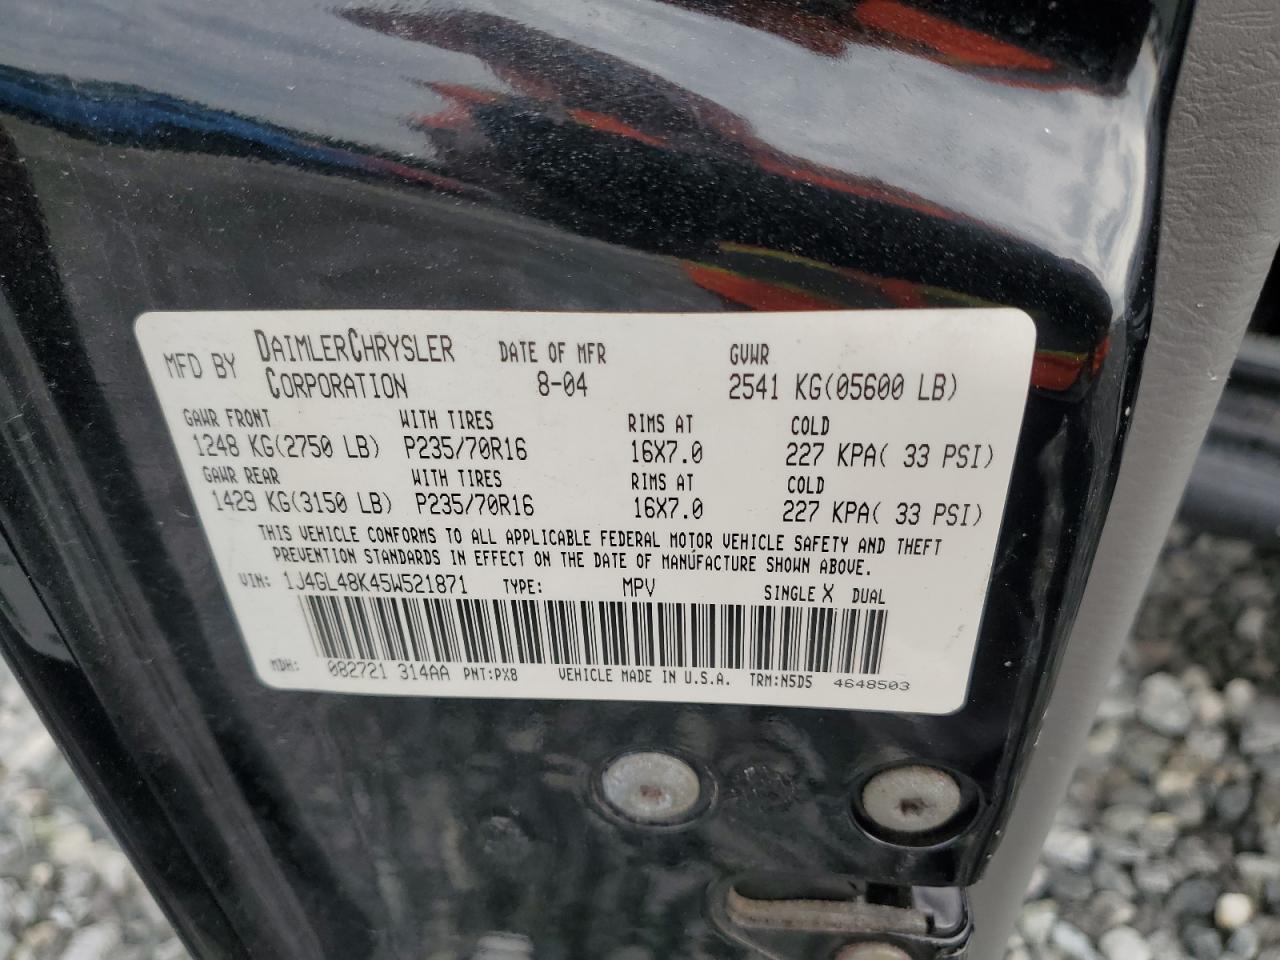 MFD BY DAIMLERCHRYSLER CORPORATION DATE OF MFR 8-04 GVWR 2541 KG(05600 LB)
GAWR FRONT WITH TIRES RIMS AT COLD
1248 KG(2750 LB) P235/70R16 16X7.0 227 KPA( 33 PSI)
GAWR REAR WITH TIRES RIMS AT COLD
1429 KG(3150 LB) P235/70R16 16X7.0 227 KPA( 33 PSI)
THIS VEHICLE CONFORMS TO ALL APPLICABLE FEDERAL MOTOR VEHICLE SAFETY AND THEFT
PREVENTION STANDARDS IN EFFECT ON THE DATE OF MANUFACTURE SHOWN ABOVE.
VIN: 1J4GL48K45W521871 TYPE: MPV SINGLE X DUAL
MDH: 082721 314AA PNT:PX8 VEHICLE MADE IN U.S.A. TRM:N5D5 4648503